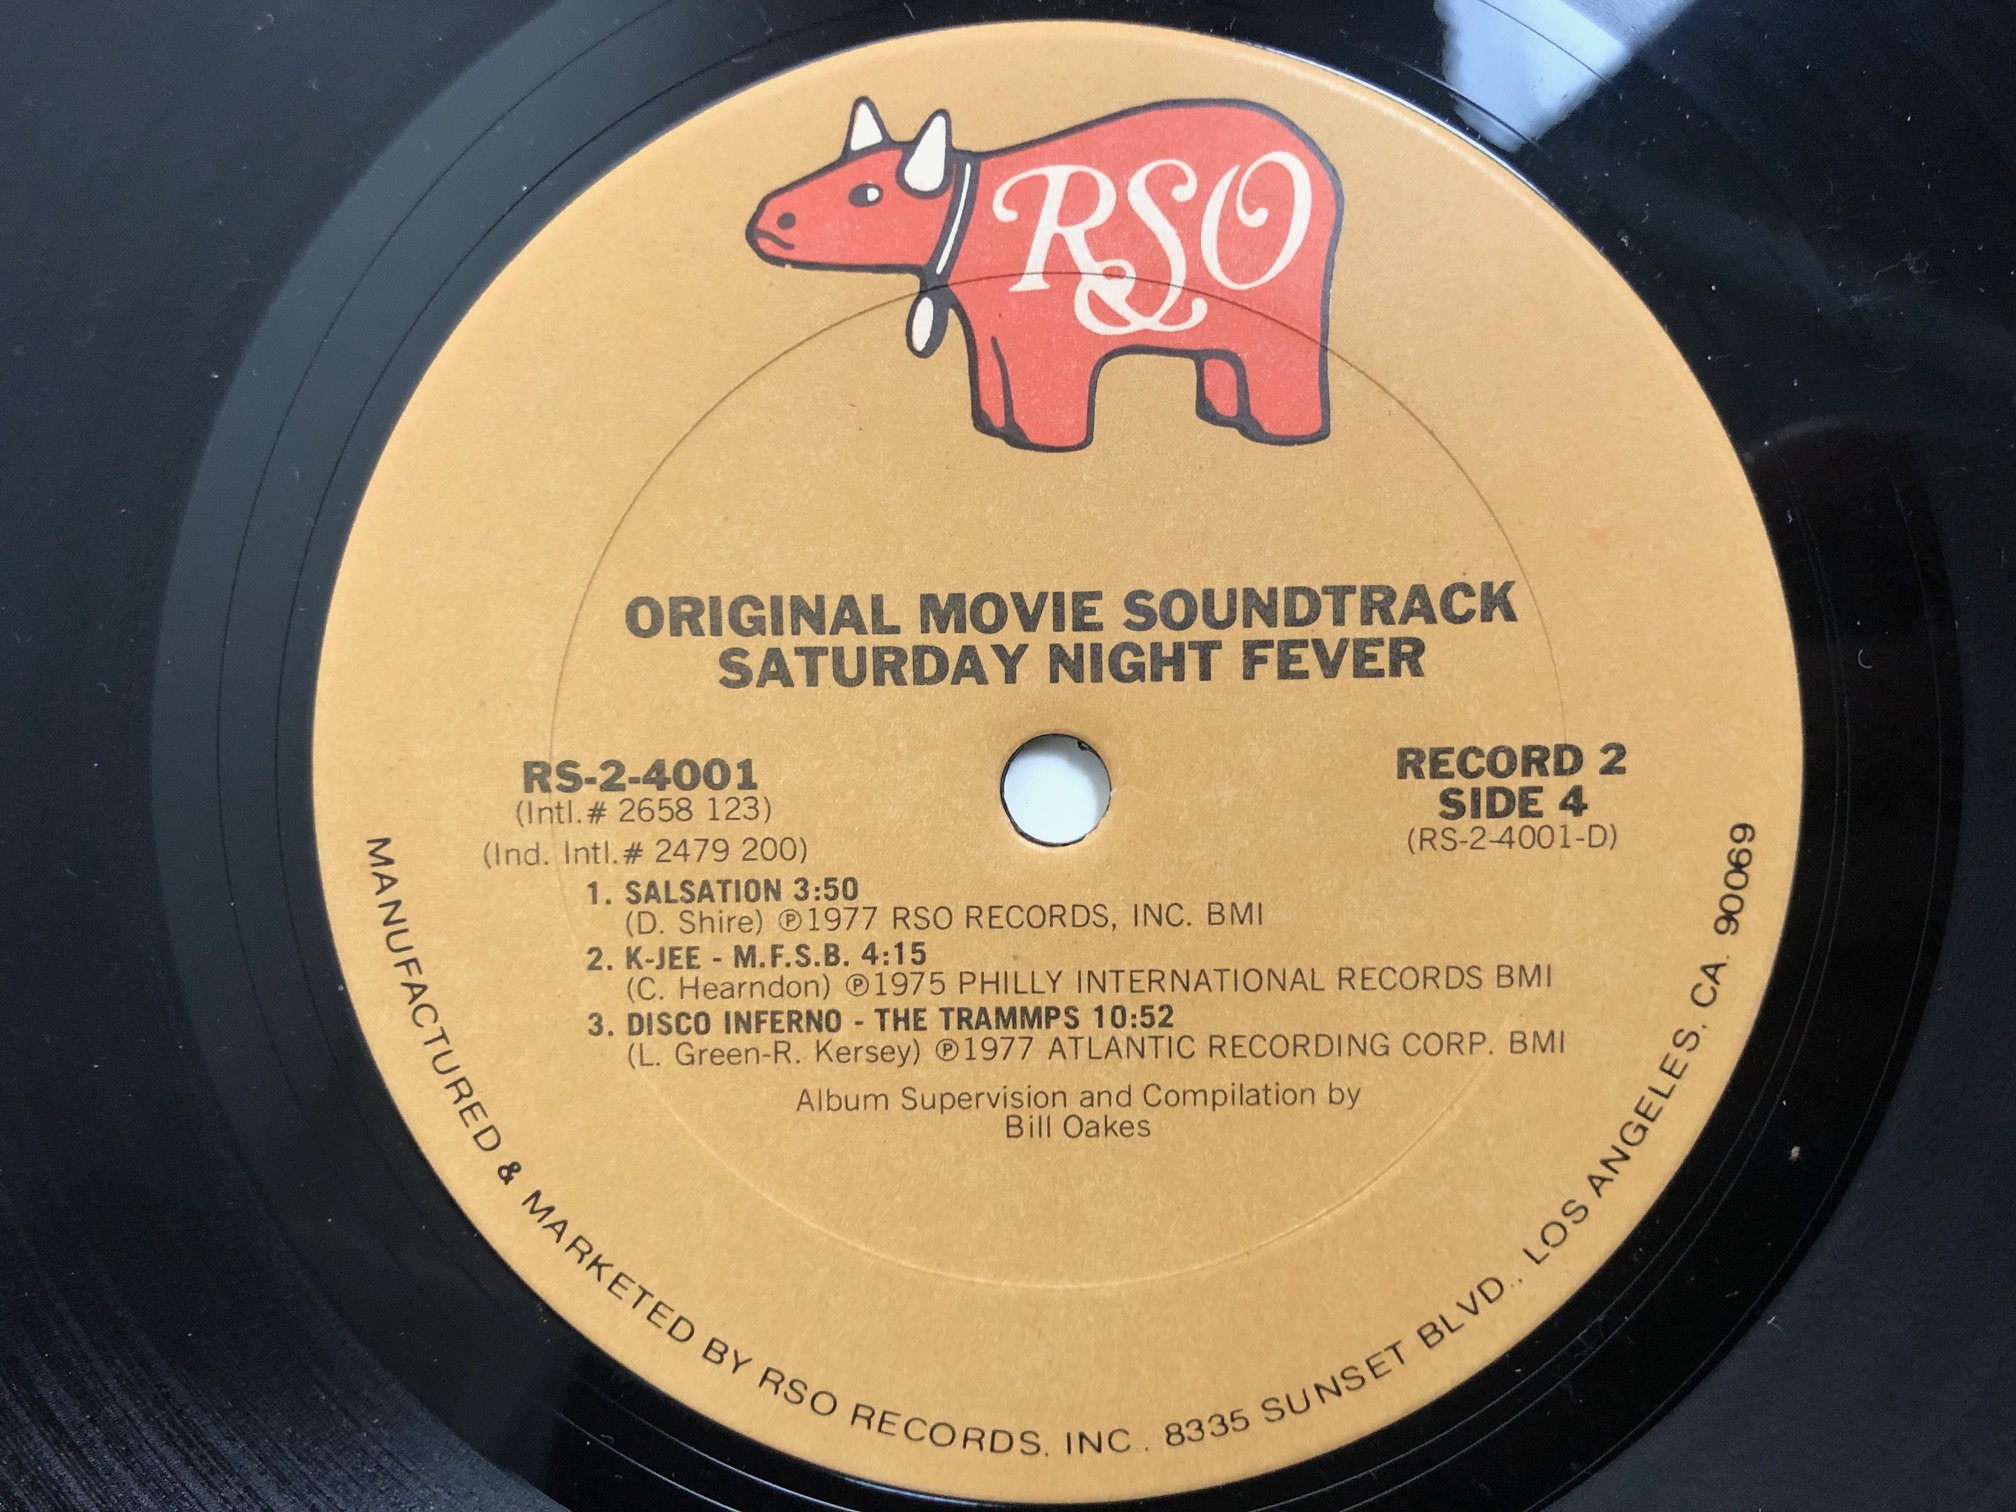 RSO
ORIGINAL MOVIE SOUNDTRACK
SATURDAY NIGHT FEVER
RS-2-4001
(Intl.# 2658 123)
(Ind. Intl.# 2479 200)
RECORD 2
SIDE 4
(RS-2-4001-D)
1. SALSATION 3:50
(D. Shire) ℗1977 RSO RECORDS, INC. BMI
2. K-JEE - M.F.S.B. 4:15
(C. Hearndon) ℗1975 PHILLY INTERNATIONAL RECORDS BMI
3. DISCO INFERNO - THE TRAMMPS 10:52
(L. Green-R. Kersey) ℗1977 ATLANTIC RECORDING CORP. BMI
Album Supervision and Compilation by
Bill Oakes
MANUFACTURED & MARKETED BY RSO RECORDS, INC. 8335 SUNSET BLVD., LOS ANGELES, CA. 90069